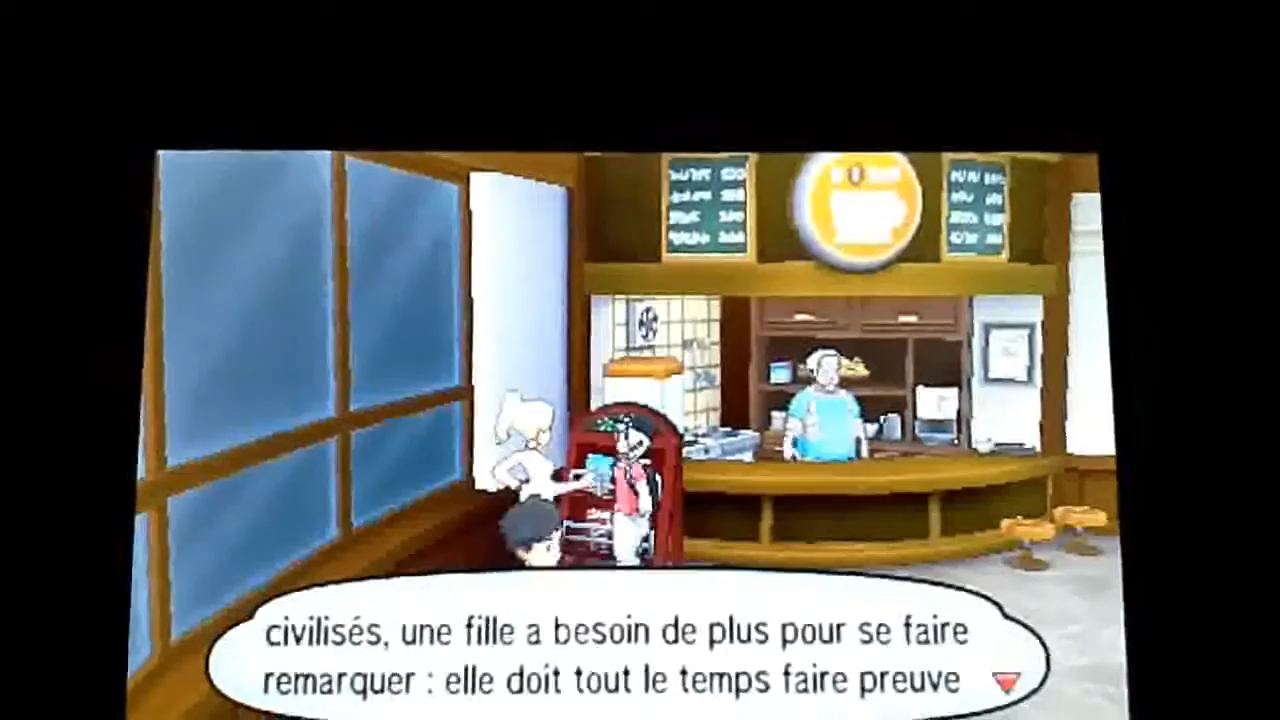 civilisés, une fille a besoin de plus pour se faire
remarquer : elle doit tout le temps faire preuve